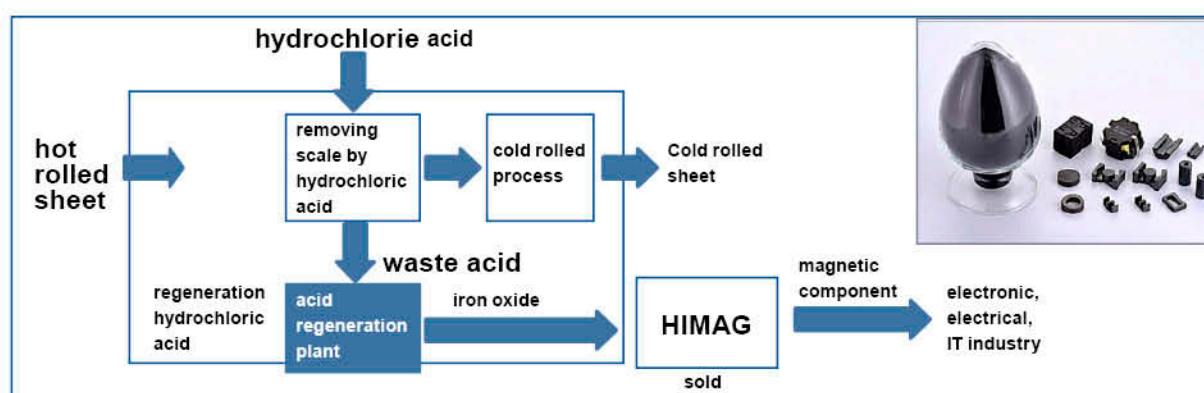 hydrochlorie acid
hot
rolled
sheet
removing
scale by
hydrochloric
acid
cold rolled
process
Cold rolled
sheet
waste acid
regeneration
hydrochloric
acid
acid
regeneration
plant
iron oxide
HIMAG
sold
magnetic
component
electronic,
electrical,
IT industry